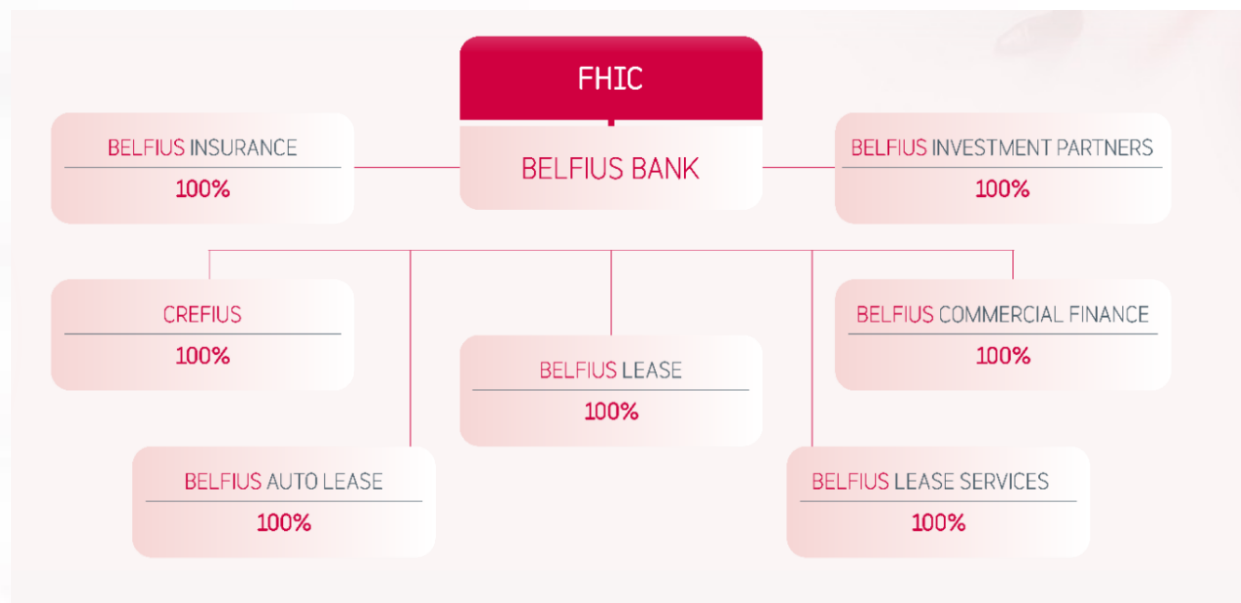 FHIC
BELFIUS BANK
BELFIUS INSURANCE
100%
BELFIUS INVESTMENT PARTNERS
100%
CREFIUS
100%
BELFIUS LEASE
100%
BELFIUS COMMERCIAL FINANCE
100%
BELFIUS AUTO LEASE
100%
BELFIUS LEASE SERVICES
100%